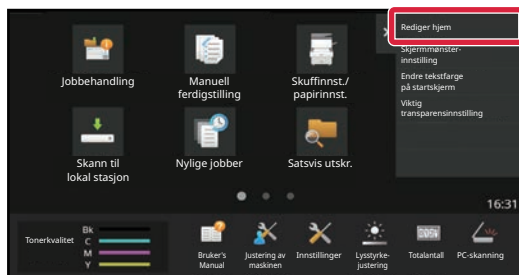 Rediger hjem
Skjermmønster-
innstilling
Endre tekstfarge
på startskjerm
Viktig
transparensinnstilling
Jobbehandling
Manuell
ferdigstilling
Skuffinnst./
papirinnst.
Skann til
lokal stasjon
Nylige jobber
Satsvis utskr.
16:31
Tonerkvalitet
Bk
C
M
Y
Bruker's
Manual
Justering av
maskinen
Innstillinger
Lysstyrke-
justering
Totalantall
PC-skanning